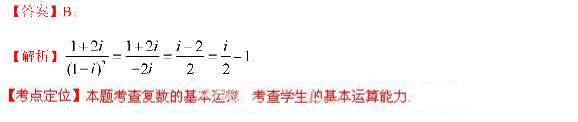 【答案】B.
【解析】$\frac{1+2i}{(1-i)^2}=\frac{1+2i}{-2i}=\frac{i-2}{2}=\frac{i}{2}-1$.
【考点定位】本题考查复数的基本运算 考查学生的基本运算能力.